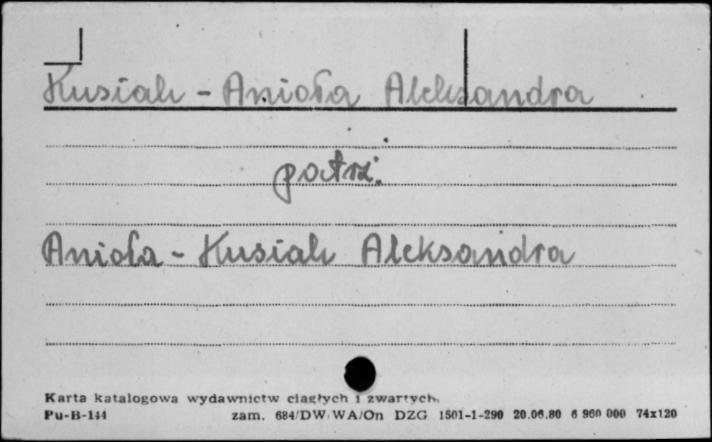 Kusiak - Anioła Aleksandra
patrz:
Anioła - Kusiak Aleksandra
Karta katalogowa wydawnictw ciągłych i zwartych.
Pu-B-144 zam. 684/DW/WA/On DZG 1501-1-290 20.06.80 6 960 000 74x120